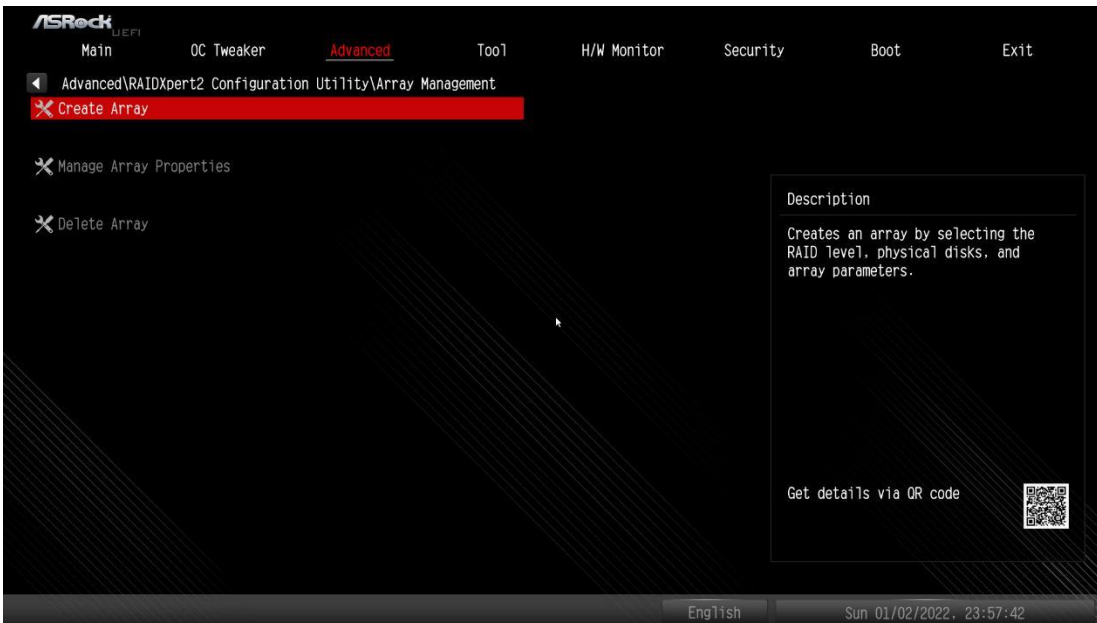 ASRock UEFI
Main OC Tweaker Advanced Tool H/W Monitor Security Boot Exit
Advanced\RAIDXpert2 Configuration Utility\Array Management
Create Array
Manage Array Properties
Delete Array
Description
Creates an array by selecting the
RAID level, physical disks, and
array parameters.
Get details via QR code
English Sun 01/02/2022, 23:57:42